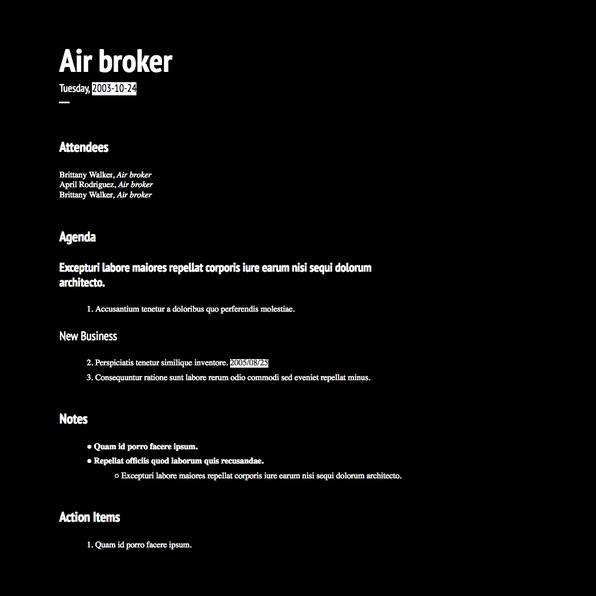 Air broker
Tuesday, 2003-10-24
Attendees
Brittany Walker, Air broker
April Rodriguez, Air broker
Brittany Walker, Air broker
Agenda
Excepturi labore maiores repellat corporis iure earum nisi sequi dolorum
architecto.
1. Accusantium tenetur a doloribus quo perferendis molestiae.
New Business
2. Perspiciatis tenetur similique inventore, 2005/08/25
3. Consequuntur ratione sunt labore rerum odio commodi sed eveniet repellat minus.
Notes
● Quam id porro facere ipsum.
● Repellat officiis quod laborum quis recusandae.
○ Excepturi labore maiores repellat corporis iure earum nisi sequi dolorum architecto.
Action Items
1. Quam id porro facere ipsum.